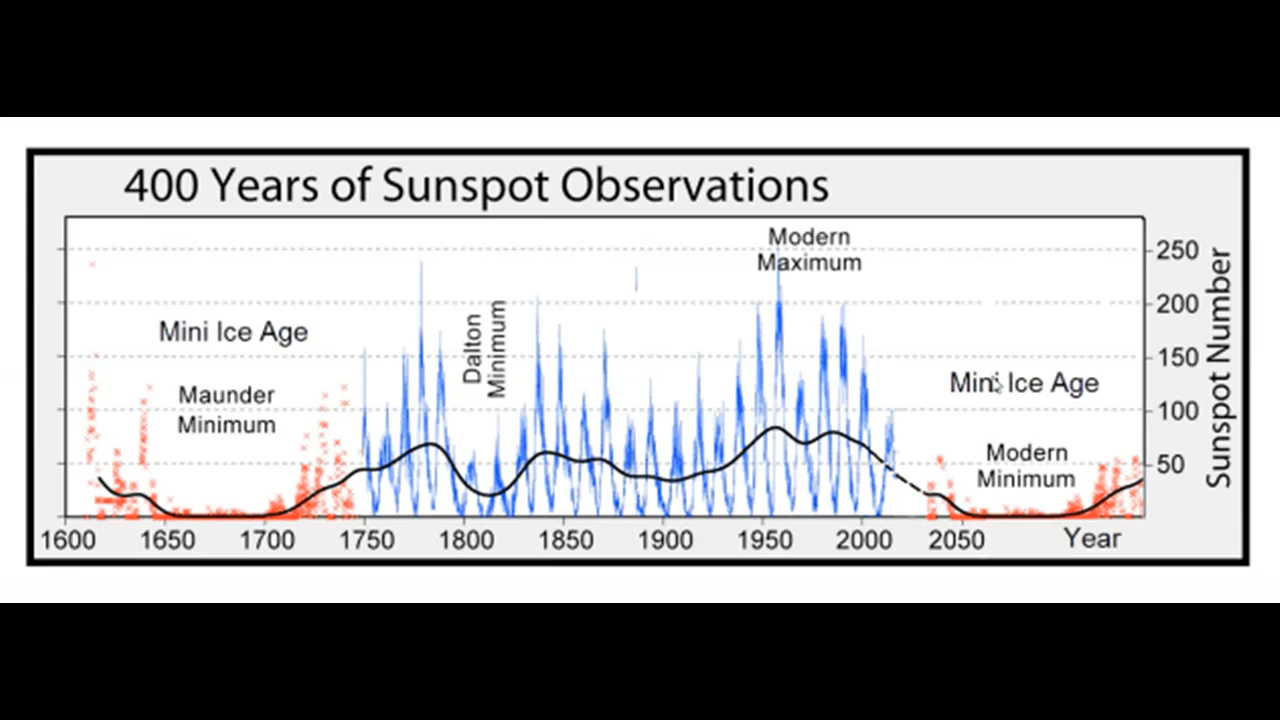 400 Years of Sunspot Observations
Modern
Maximum
250
200
150
100
50
Sunspot Number
Mini Ice Age
Maunder
Minimum
Dalton
Minimum
Mini Ice Age
Modern
Minimum
1600 1650 1700 1750 1800 1850 1900 1950 2000 2050 Year